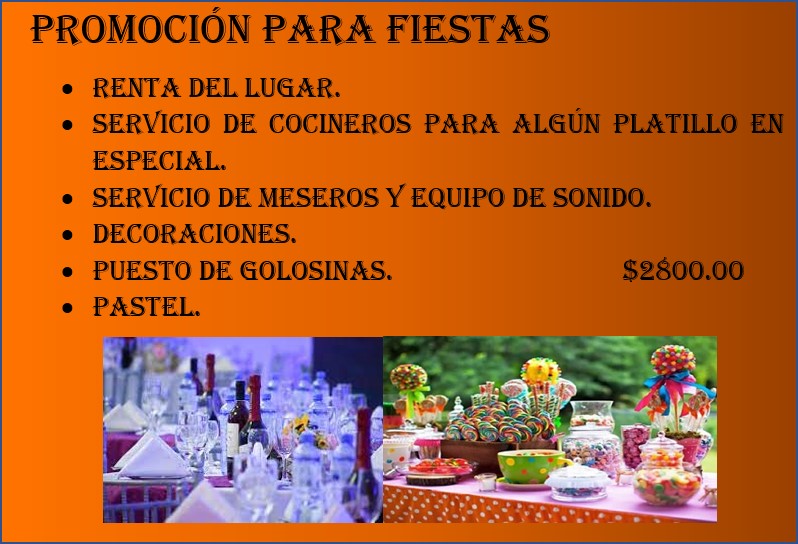 PROMOCIÓN PARA FIESTAS
• RENTA DEL LUGAR.
• SERVICIO DE COCINEROS PARA ALGÚN PLATILLO EN
ESPECIAL.
• SERVICIO DE MESEROS Y EQUIPO DE SONIDO.
• DECORACIONES.
• PUESTO DE GOLOSINAS. $2800.00
• PASTEL.